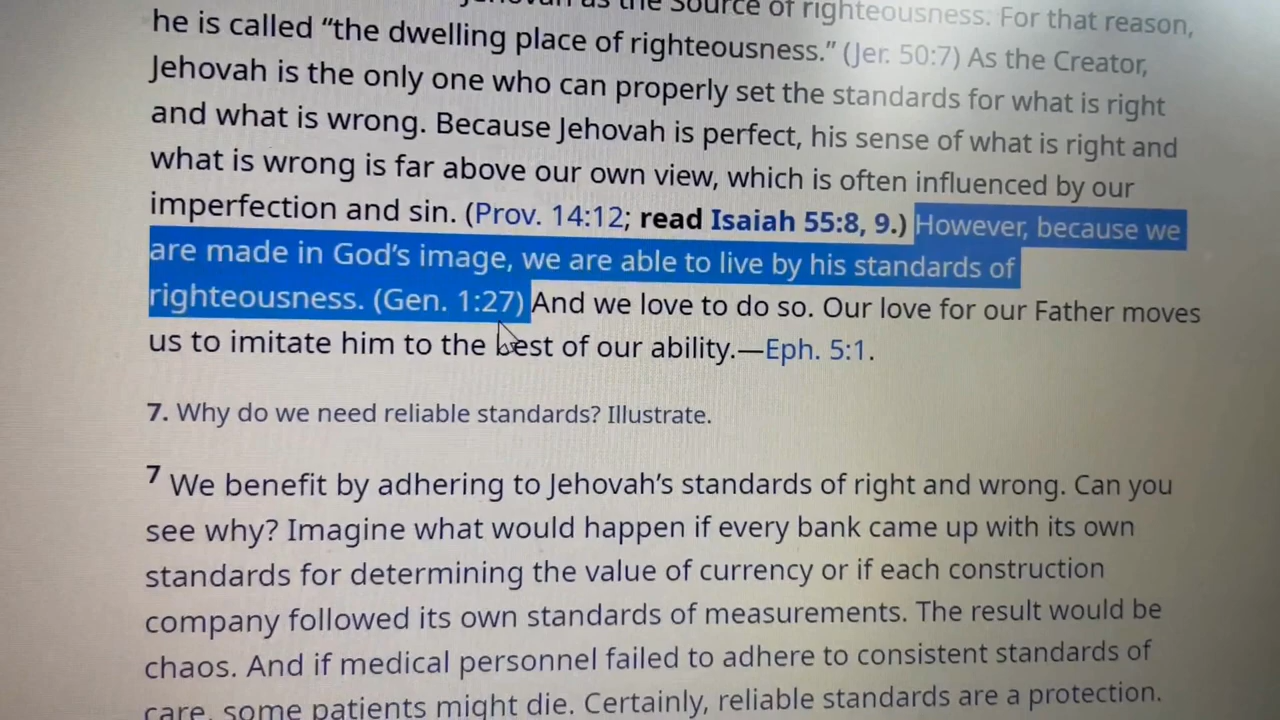 Jehovah as the Source of righteousness. For that reason,
he is called “the dwelling place of righteousness.” (Jer. 50:7) As the Creator,
Jehovah is the only one who can properly set the standards for what is right
and what is wrong. Because Jehovah is perfect, his sense of what is right and
what is wrong is far above our own view, which is often influenced by our
imperfection and sin. (Prov. 14:12; read Isaiah 55:8, 9.) However, because we
are made in God’s image, we are able to live by his standards of
righteousness. (Gen. 1:27) And we love to do so. Our love for our Father moves
us to imitate him to the best of our ability.—Eph. 5:1.
7. Why do we need reliable standards? Illustrate.
7 We benefit by adhering to Jehovah’s standards of right and wrong. Can you
see why? Imagine what would happen if every bank came up with its own
standards for determining the value of currency or if each construction
company followed its own standards of measurements. The result would be
chaos. And if medical personnel failed to adhere to consistent standards of
care, some patients might die. Certainly, reliable standards are a protection.